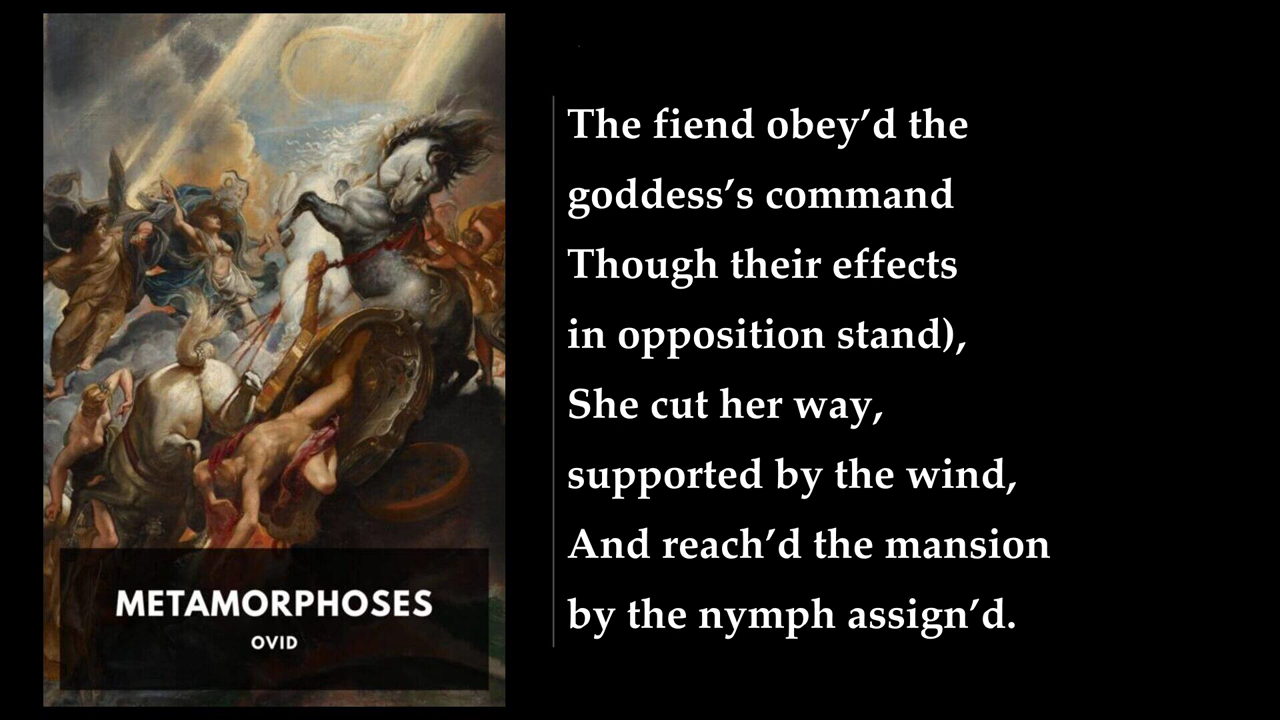 METAMORPHOSES
OVID
The fiend obey’d the
goddess’s command
Though their effects
in opposition stand),
She cut her way,
supported by the wind,
And reach’d the mansion
by the nymph assign’d.